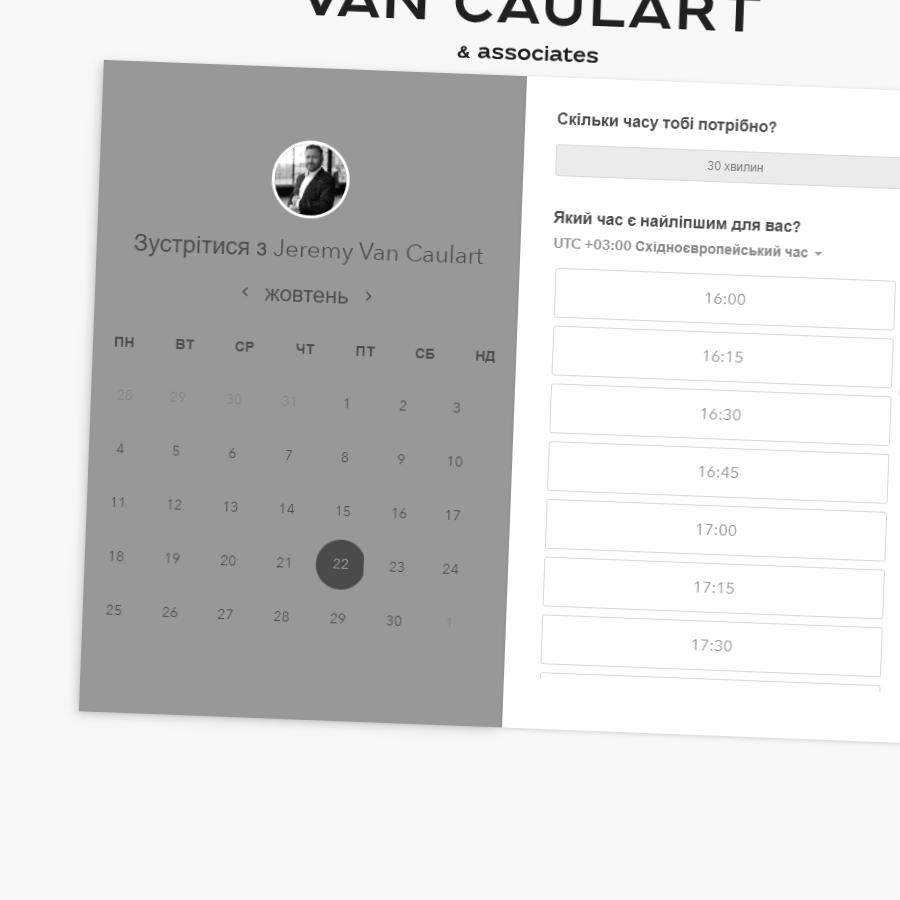 VAN CAULART
& associates
Зустрітися з Jeremy Van Caulart
жовтень
ПН ВТ СР ЧТ ПТ СБ НД
28 29 30 31 1 2 3
4 5 6 7 8 9 10
11 12 13 14 15 16 17
18 19 20 21 22 23 24
25 26 27 28 29 30 1
Скільки часу тобі потрібно?
30 хвилин
Який час є найліпшим для вас?
UTC +03:00 Східноєвропейський час
16:00
16:15
16:30
16:45
17:00
17:15
17:30